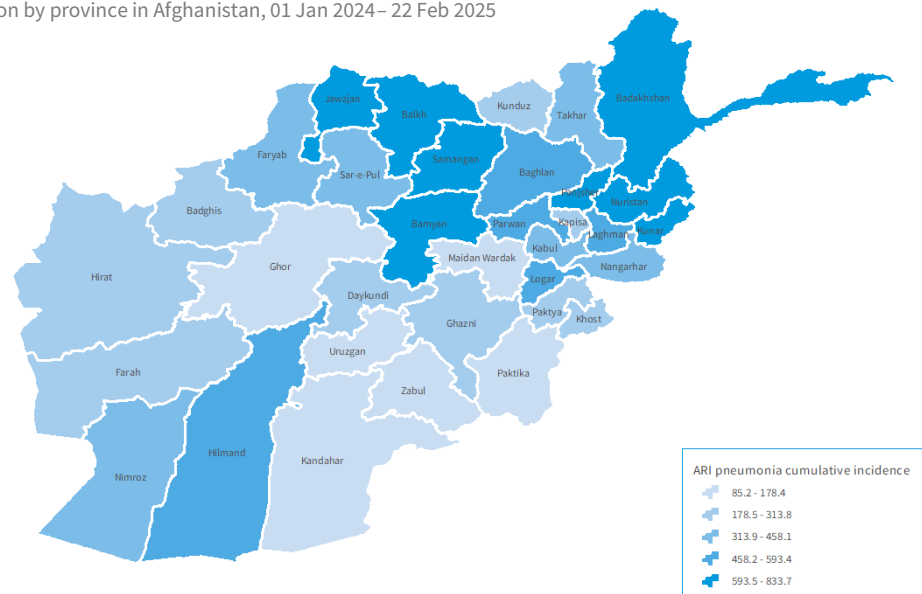 on by province in Afghanistan, 01 Jan 2024– 22 Feb 2025
Badakhshan
Jawzjan
Balkh
Kunduz
Takhar
Faryab
Samangan
Sar-e-Pul
Baghlan
Panjsher
Nuristan
Badghis
Bamyan
Parwan
Kapisa
Laghman
Kunar
Kabul
Maidan Wardak
Ghor
Nangarhar
Hirat
Logar
Daykundi
Paktya
Khost
Ghazni
Uruzgan
Farah
Paktika
Zabul
Hilmand
Kandahar
Nimroz
ARI pneumonia cumulative incidence
85.2 - 178.4
178.5 - 313.8
313.9 - 458.1
458.2 - 593.4
593.5 - 833.7